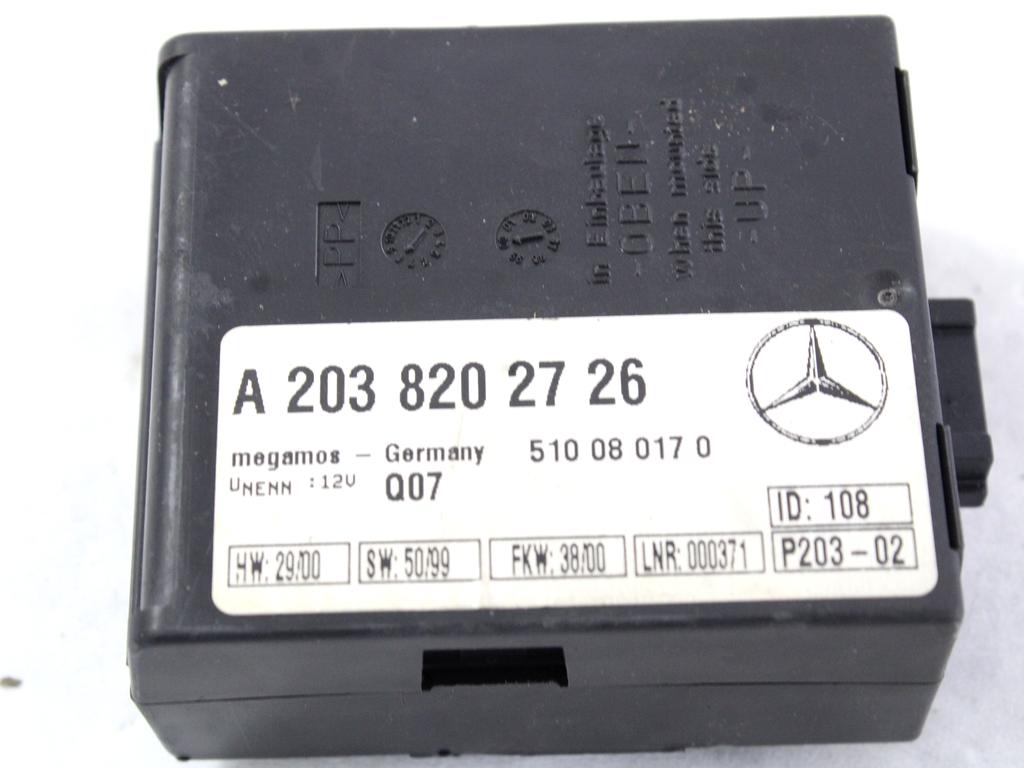 >PP<
in Einbaulage
-OBEN-
when mounted
this side
-UP-
A 203 820 27 26
megamos – Germany 510 08 017 0
UNENN :12V Q07
ID: 108
HW: 29/00 SW: 50/99 FKW: 38/00 LNR: 000371 P203-02